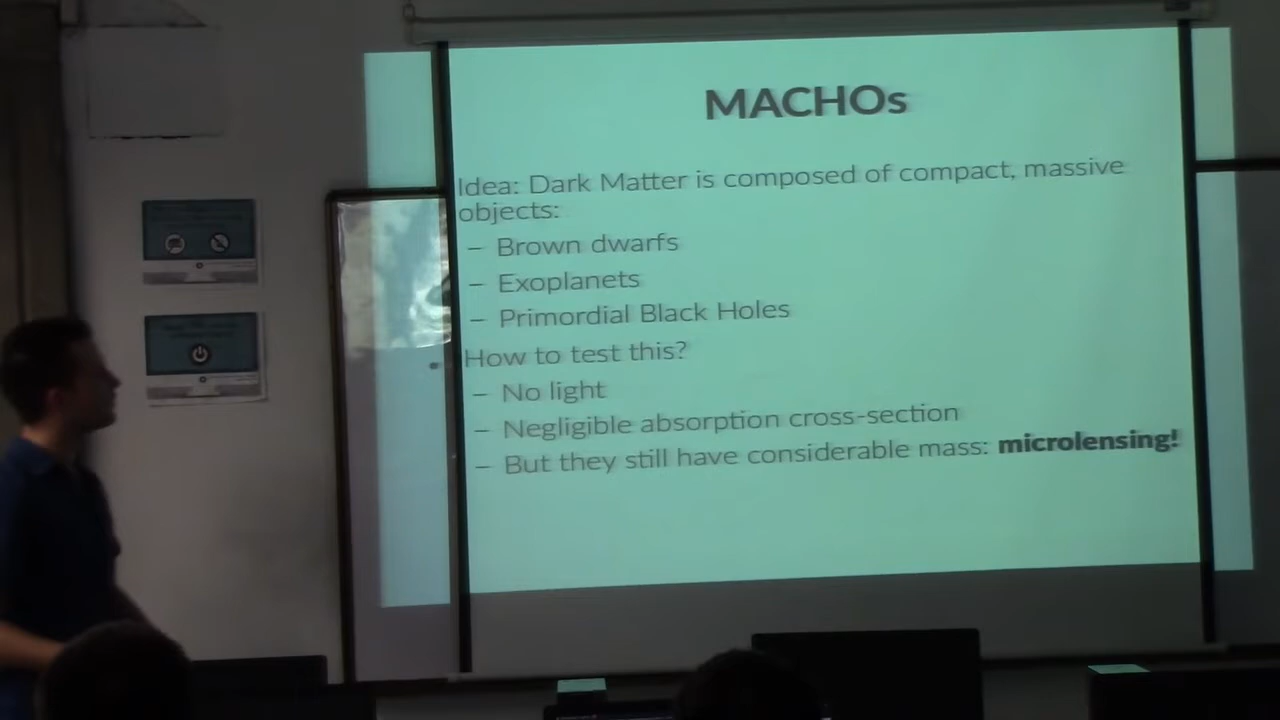 MACHOs
Idea: Dark Matter is composed of compact, massive
objects:
– Brown dwarfs
– Exoplanets
– Primordial Black Holes
How to test this?
– No light
– Negligible absorption cross-section
– But they still have considerable mass: microlensing!